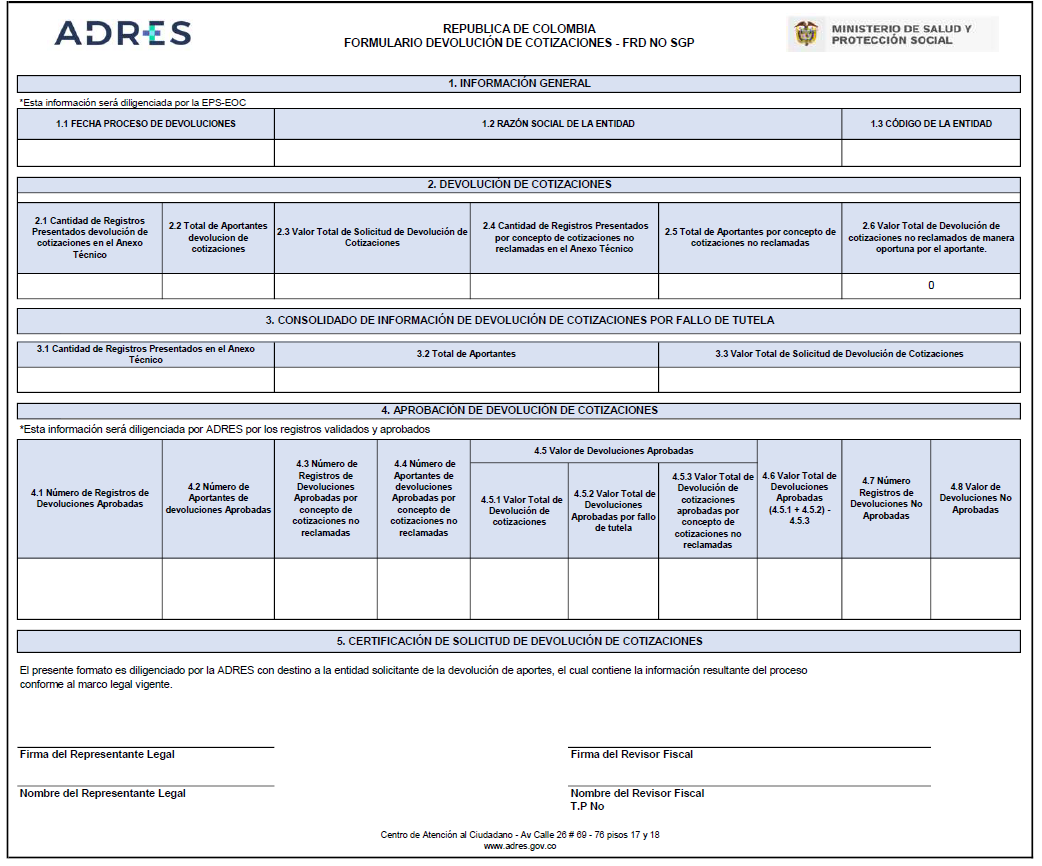 ADRES
REPUBLICA DE COLOMBIA
FORMULARIO DEVOLUCIÓN DE COTIZACIONES - FRD NO SGP
MINISTERIO DE SALUD Y
PROTECCIÓN SOCIAL
1. INFORMACIÓN GENERAL
*Esta información será diligenciada por la EPS-EOC
1.1 FECHA PROCESO DE DEVOLUCIONES
1.2 RAZÓN SOCIAL DE LA ENTIDAD
1.3 CÓDIGO DE LA ENTIDAD
2. DEVOLUCIÓN DE COTIZACIONES
2.1 Cantidad de Registros
Presentados devolución de
cotizaciones en el Anexo
Técnico
2.2 Total de Aportantes
devolucion de
cotizaciones
2.3 Valor Total de Solicitud de Devolución de
Cotizaciones
2.4 Cantidad de Registros Presentados
por concepto de cotizaciones no
reclamadas en el Anexo Técnico
2.5 Total de Aportantes por concepto de
cotizaciones no reclamadas
2.6 Valor Total de Devolución de
cotizaciones no reclamados de manera
oportuna por el aportante.
0
3. CONSOLIDADO DE INFORMACIÓN DE DEVOLUCIÓN DE COTIZACIONES POR FALLO DE TUTELA
3.1 Cantidad de Registros Presentados en el Anexo
Técnico
3.2 Total de Aportantes
3.3 Valor Total de Solicitud de Devolución de Cotizaciones
4. APROBACIÓN DE DEVOLUCIÓN DE COTIZACIONES
*Esta información será diligenciada por ADRES por los registros validados y aprobados
4.1 Número de Registros de
Devoluciones Aprobadas
4.2 Número de
Aportantes de
devoluciones Aprobadas
4.3 Número de
Registros de
Devoluciones
Aprobadas por
concepto de
cotizaciones no
reclamadas
4.4 Número de
Aportantes de
devoluciones
Aprobadas por
concepto de
cotizaciones no
reclamadas
4.5 Valor de Devoluciones Aprobadas
4.5.1 Valor Total de
Devolución de
cotizaciones
4.5.2 Valor Total de
Devoluciones
Aprobadas por fallo
de tutela
4.5.3 Valor Total de
Devolución de
cotizaciones
aprobadas por
concepto de
cotizaciones no
reclamadas
4.6 Valor Total de
Devoluciones
Aprobadas
(4.5.1 + 4.5.2) -
4.5.3
4.7 Número
Registros de
Devoluciones No
Aprobadas
4.8 Valor de
Devoluciones No
Aprobadas
5. CERTIFICACIÓN DE SOLICITUD DE DEVOLUCIÓN DE COTIZACIONES
El presente formato es diligenciado por la ADRES con destino a la entidad solicitante de la devolución de aportes, el cual contiene la información resultante del proceso
conforme al marco legal vigente.
Firma del Representante Legal
Firma del Revisor Fiscal
Nombre del Representante Legal
Nombre del Revisor Fiscal
T.P No
Centro de Atención al Ciudadano - Av Calle 26 # 69 - 76 pisos 17 y 18
www.adres.gov.co